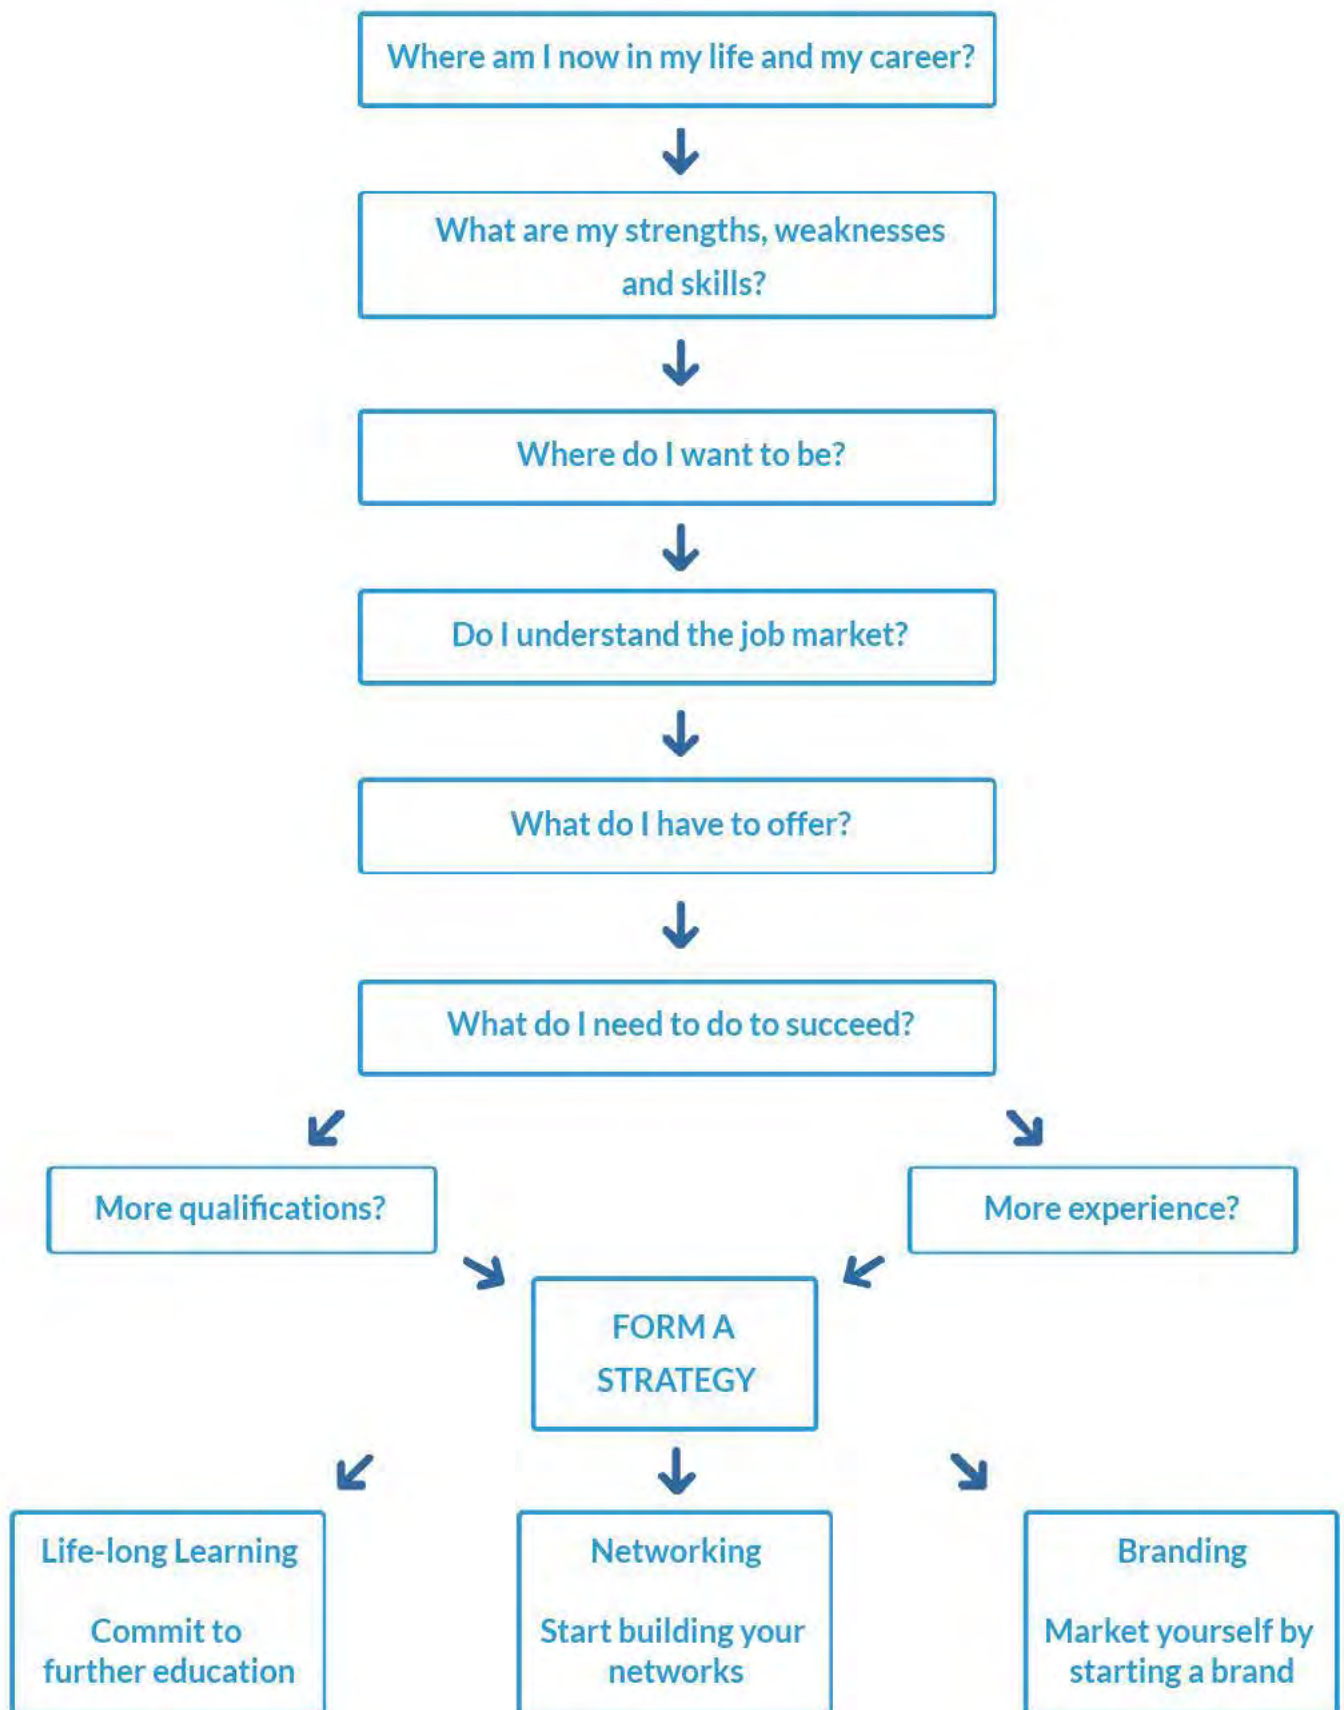 Where am I now in my life and my career?
What are my strengths, weaknesses
and skills?
Where do I want to be?
Do I understand the job market?
What do I have to offer?
What do I need to do to succeed?
More qualifications?
More experience?
FORM A
STRATEGY
Life-long Learning
Commit to
further education
Networking
Start building your
networks
Branding
Market yourself by
starting a brand